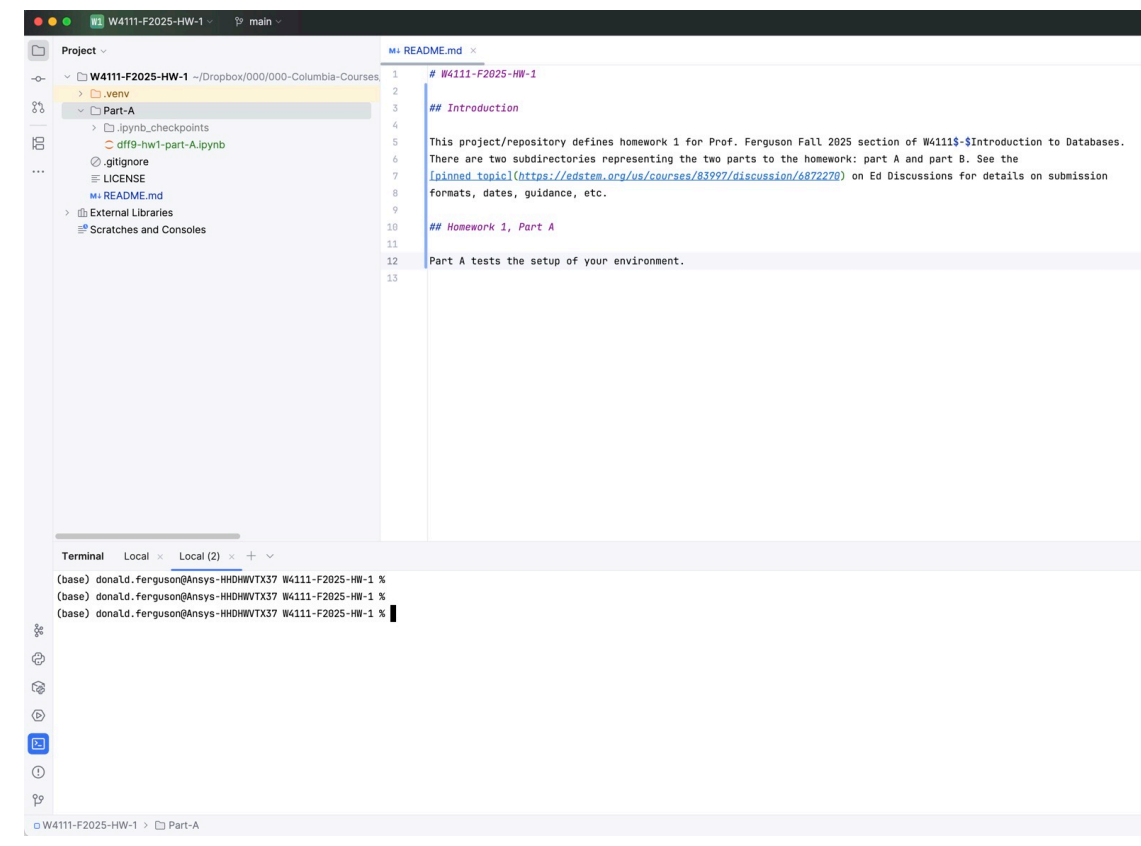 W1 W4111-F2025-HW-1 main
Project
W4111-F2025-HW-1 ~/Dropbox/000/000-Columbia-Courses
.venv
Part-A
.ipynb_checkpoints
dff9-hw1-part-A.ipynb
.gitignore
LICENSE
M↓ README.md
External Libraries
Scratches and Consoles
M↓ README.md ×
1 # W4111-F2025-HW-1
2
3 ## Introduction
4
5 This project/repository defines homework 1 for Prof. Ferguson Fall 2025 section of W4111$-$Introduction to Databases.
6 There are two subdirectories representing the two parts to the homework: part A and part B. See the
7 [pinned topic](https://edstem.org/us/courses/83997/discussion/6872270) on Ed Discussions for details on submission
8 formats, dates, guidance, etc.
9
10 ## Homework 1, Part A
11
12 Part A tests the setup of your environment.
13
Terminal Local × Local (2) × +
(base) donald.ferguson@Ansys-HHDHWVTX37 W4111-F2025-HW-1 %
(base) donald.ferguson@Ansys-HHDHWVTX37 W4111-F2025-HW-1 %
(base) donald.ferguson@Ansys-HHDHWVTX37 W4111-F2025-HW-1 %
W4111-F2025-HW-1 > Part-A